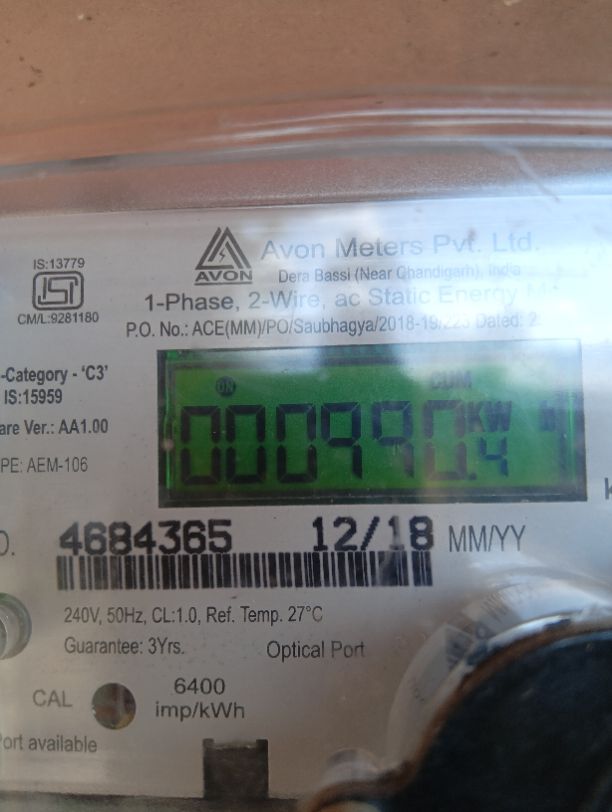 IS:13779
CM/L:9281180
AVON
Avon Meters Pvt. Ltd.
Dera Bassi (Near Chandigarh), India
1-Phase, 2-Wire, ac Static Energy
P.O. No.: ACE(MM)/PO/Saubhagya/2018-19/223 Dated: 2
-Category - 'C3'
IS:15959
are Ver.: AA1.00
PE: AEM-106
ON CUM
000990.4 KW
O. 4684365 12/18 MM/YY
240V, 50Hz, CL:1.0, Ref. Temp. 27°C
Guarantee: 3Yrs.
Optical Port
CAL
6400
imp/kWh
Port available